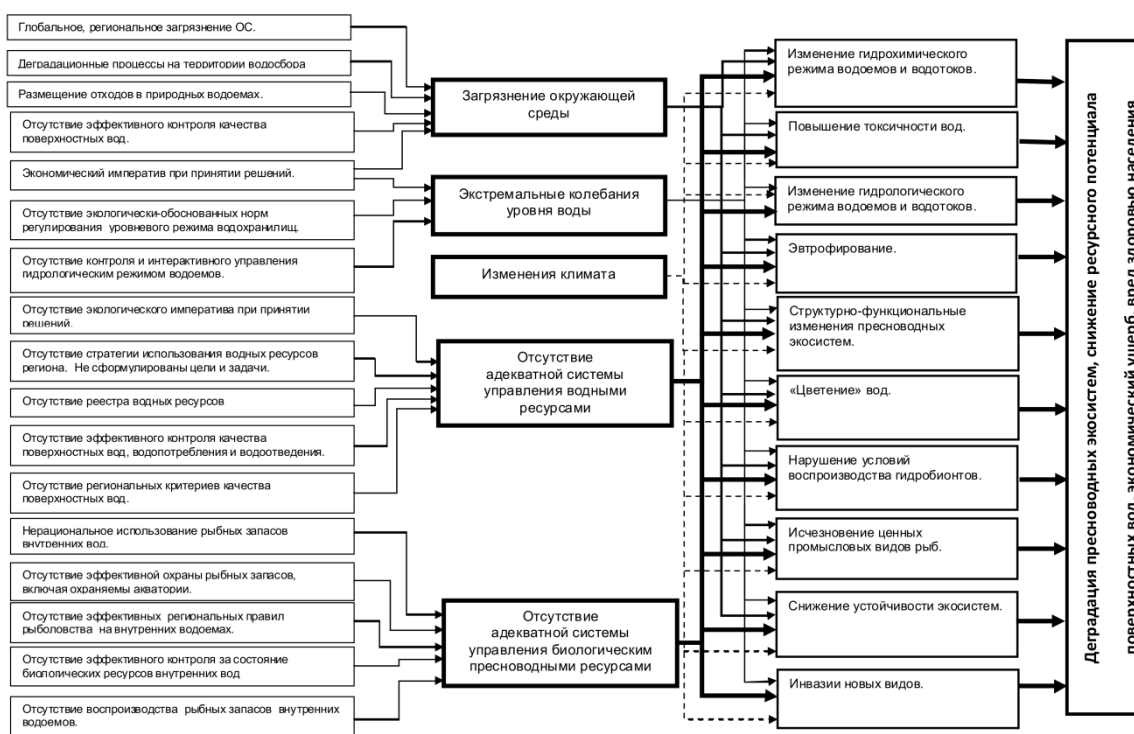 Глобальное, региональное загрязнение ОС.
Деградационные процессы на территории водосбора
Размещение отходов в природных водоемах.
Отсутствие эффективного контроля качества
поверхностных вод.
Экономический императив при принятии решений.
Отсутствие экологически-обоснованных норм
регулирования уровневого режима водохранилищ.
Отсутствие контроля и интерактивного управления
гидрологическим режимом водоемов.
Отсутствие экологического императива при принятии
решений.
Отсутствие стратегии использования водных ресурсов
региона. Не сформулированы цели и задачи.
Отсутствие реестра водных ресурсов
Отсутствие эффективного контроля качества
поверхностных вод, водопотребления и водоотведения.
Отсутствие региональных критериев качества
поверхностных вод.
Нерациональное использование рыбных запасов
внутренних вод.
Отсутствие эффективной охраны рыбных запасов,
включая охраняемы акватории.
Отсутствие эффективных региональных правил
рыболовства на внутренних водоемах.
Отсутствие эффективного контроля за состояние
биологических ресурсов внутренних вод
Отсутствие воспроизводства рыбных запасов внутренних
водоемов.
Загрязнение окружающей
среды
Экстремальные колебания
уровня воды
Изменения климата
Отсутствие
адекватной системы
управления водными
ресурсами
Отсутствие
адекватной системы
управления биологическим
пресноводными ресурсами
Изменение гидрохимического
режима водоемов и водотоков.
Повышение токсичности вод.
Изменение гидрологического
режима водоемов и водотоков.
Эвтрофирование.
Структурно-функциональные
изменения пресноводных
экосистем.
«Цветение» вод.
Нарушение условий
воспроизводства гидробионтов.
Исчезновение ценных
промысловых видов рыб.
Снижение устойчивости экосистем.
Инвазии новых видов.
Деградация пресноводных экосистем, снижение ресурсного потенциала
поверхностных вод, экономический ущерб, вред здоровью населения